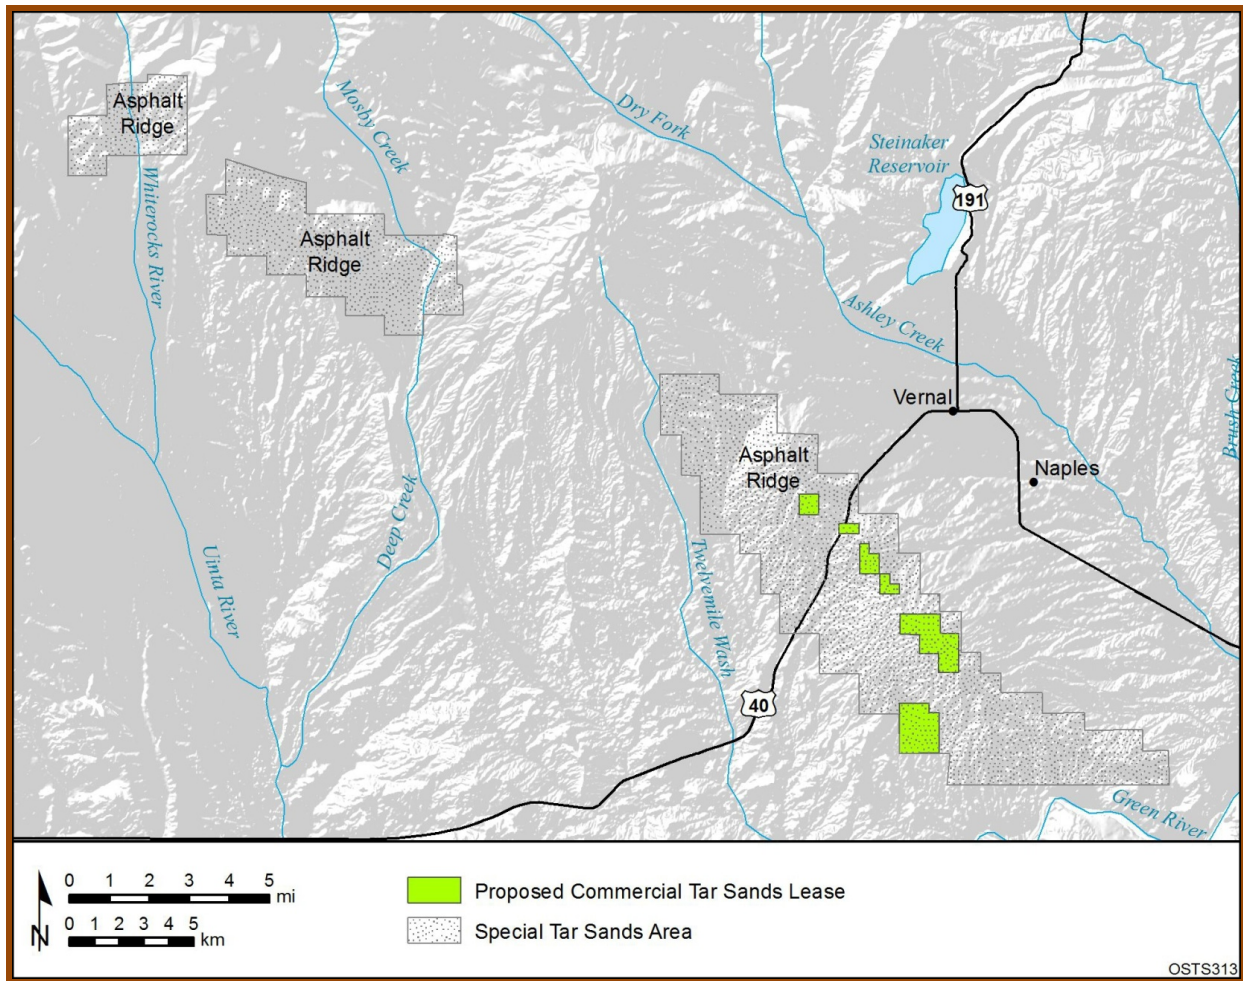 Asphalt
Ridge
Whiterocks River
Mosby Creek
Dry Fork
Steinaker
Reservoir
191
Asphalt
Ridge
Ashley Creek
Brush Creek
Vernal
Naples
Asphalt
Ridge
Deep Creek
Uinta River
Twelvemile Wash
40
Green River
0 1 2 3 4 5
mi
0 1 2 3 4 5
km
N
Proposed Commercial Tar Sands Lease
Special Tar Sands Area
OSTS313